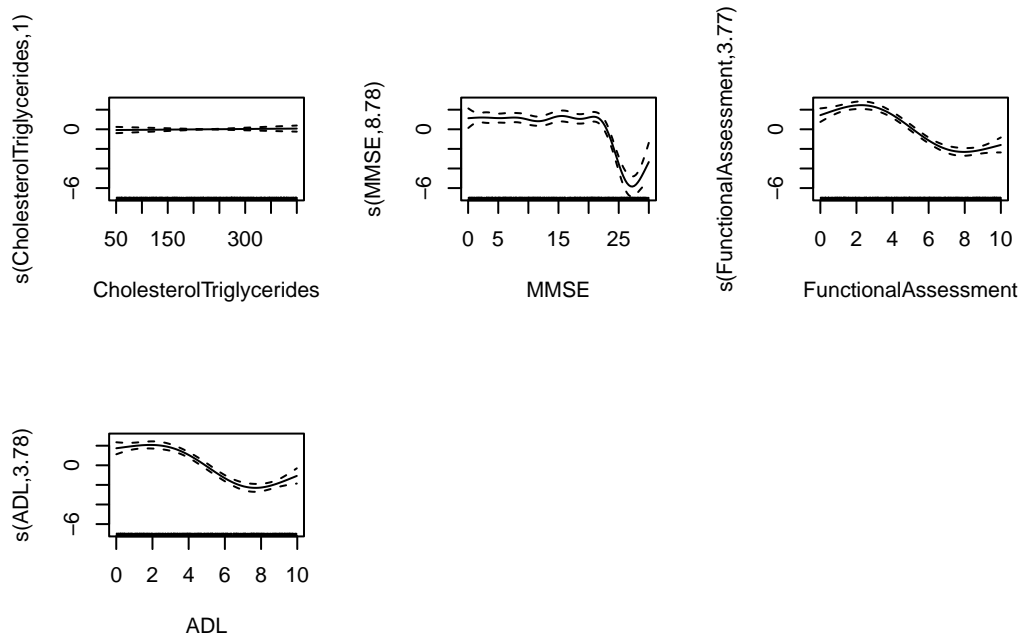 s(CholesterolTriglycerides,1)
0
−6
50 150 300
CholesterolTriglycerides
s(MMSE,8.78)
0
−6
0 5 15 25
MMSE
s(FunctionalAssessment,3.77)
0
−6
0 2 4 6 8 10
FunctionalAssessment
s(ADL,3.78)
0
−6
0 2 4 6 8 10
ADL